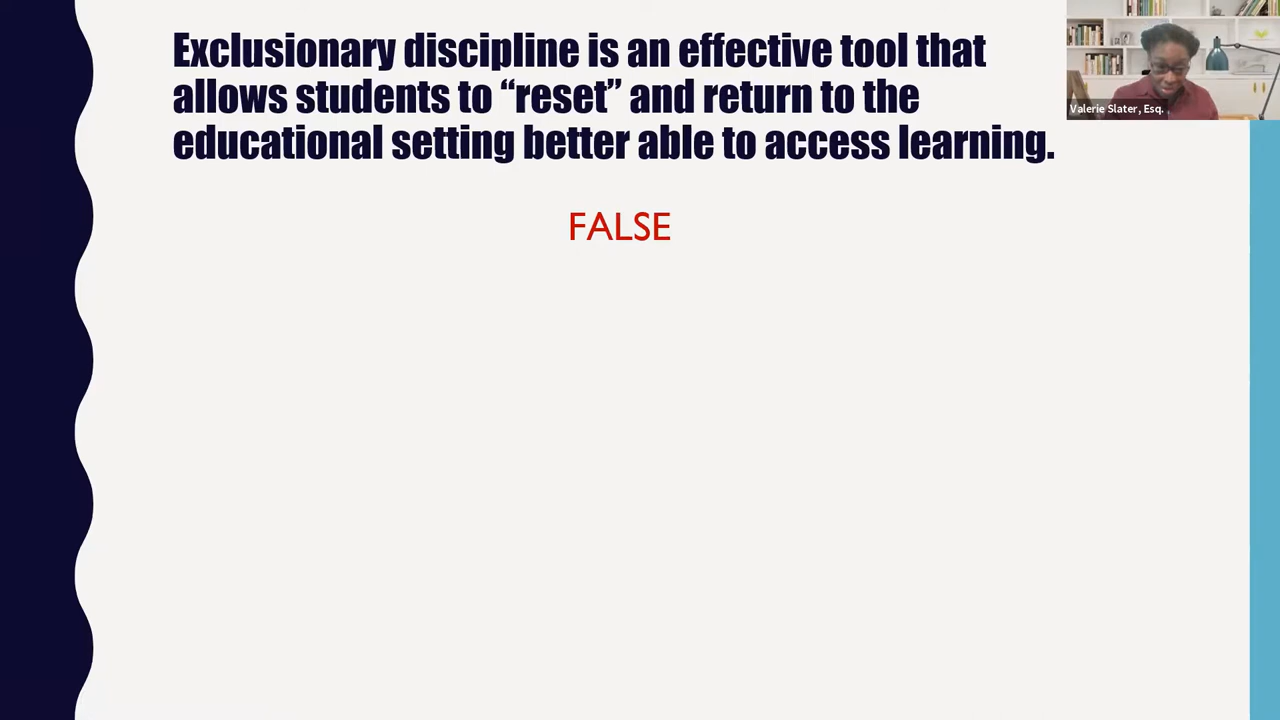 Exclusionary discipline is an effective tool that
allows students to “reset” and return to the
educational setting better able to access learning.
FALSE
Valerie Slater, Esq.